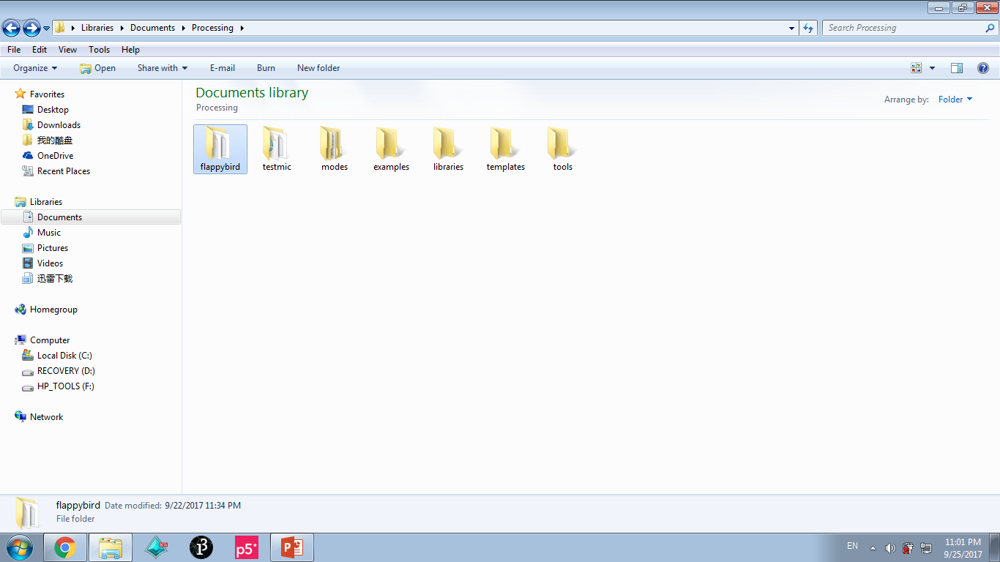 Libraries Documents Processing
Search Processing
File Edit View Tools Help
Organize Open Share with E-mail Burn New folder
Favorites
Desktop
Downloads
我的酷盘
OneDrive
Recent Places
Libraries
Documents
Music
Pictures
Videos
迅雷下载
Homegroup
Computer
Local Disk (C:)
RECOVERY (D:)
HP_TOOLS (F:)
Network
Documents library
Processing
Arrange by: Folder
flappybird testmic modes examples libraries templates tools
flappybird Date modified: 9/22/2017 11:34 PM
File folder
p5*
EN
11:01 PM
9/25/2017